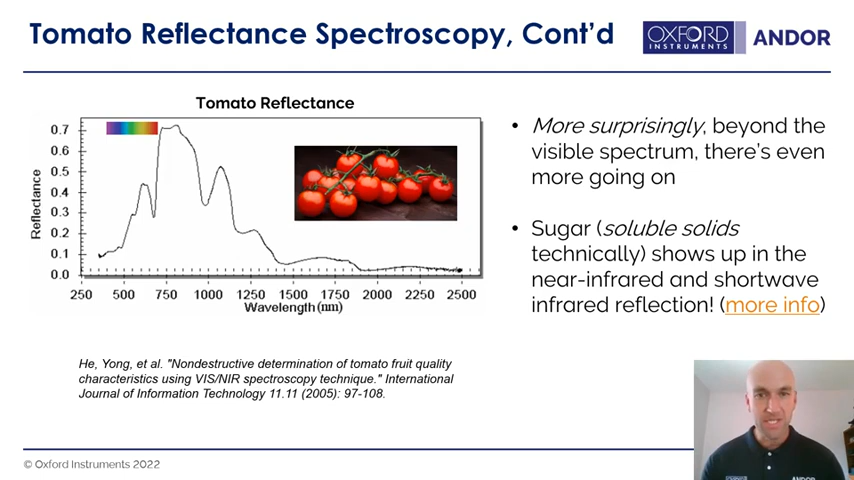 Tomato Reflectance Spectroscopy, Cont'd
OXFORD
INSTRUMENTS
ANDOR
Tomato Reflectance
0.7
0.6
0.5
0.4
0.3
0.2
0.1
0.0
Reflectance
250 500 750 1000 1250 1500 1750 2000 2250 2500
Wavelength(nm)
• More surprisingly, beyond the
visible spectrum, there's even
more going on
• Sugar (soluble solids
technically) shows up in the
near-infrared and shortwave
infrared reflection! (more info)
He, Yong, et al. "Nondestructive determination of tomato fruit quality
characteristics using VIS/NIR spectroscopy technique." International
Journal of Information Technology 11.11 (2005): 97-108.
© Oxford Instruments 2022
ANDOR